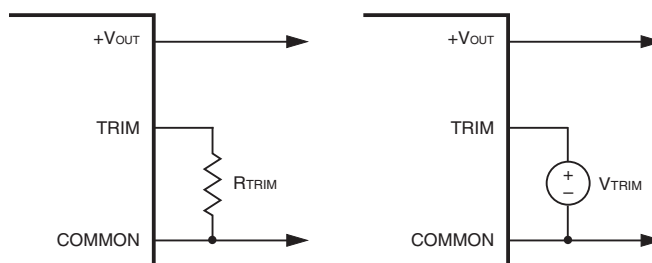 +VOUT
TRIM
RTRIM
COMMON
+VOUT
TRIM
+
–
VTRIM
COMMON